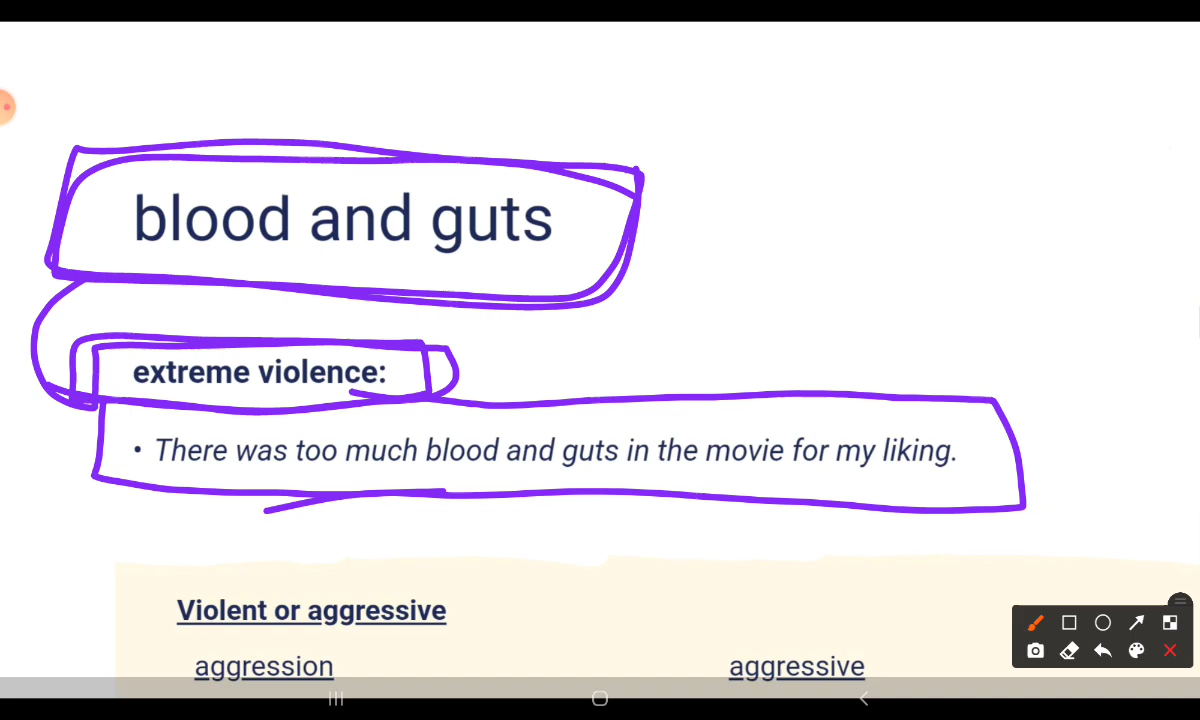 blood and guts
extreme violence:
• There was too much blood and guts in the movie for my liking.
Violent or aggressive
aggression aggressive